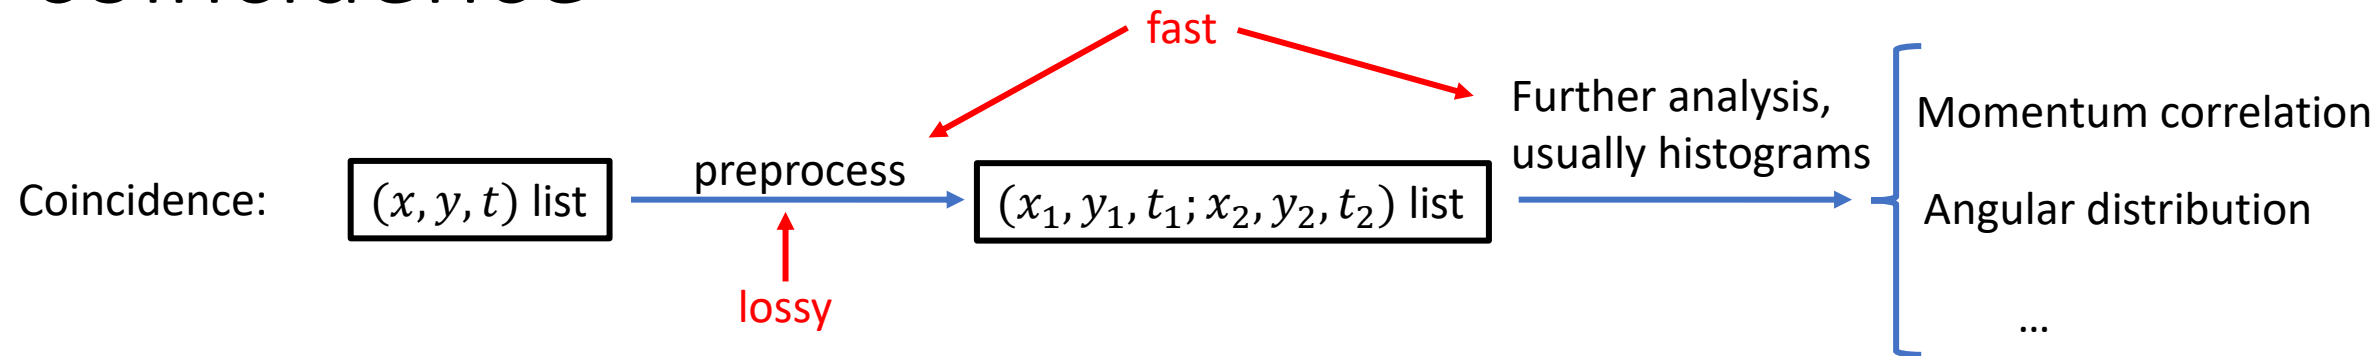 fast
Further analysis,
usually histograms
preprocess
Coincidence:
(x, y, t) list
(x₁, y₁, t₁; x₂, y₂, t₂) list
lossy
Momentum correlation
Angular distribution
...